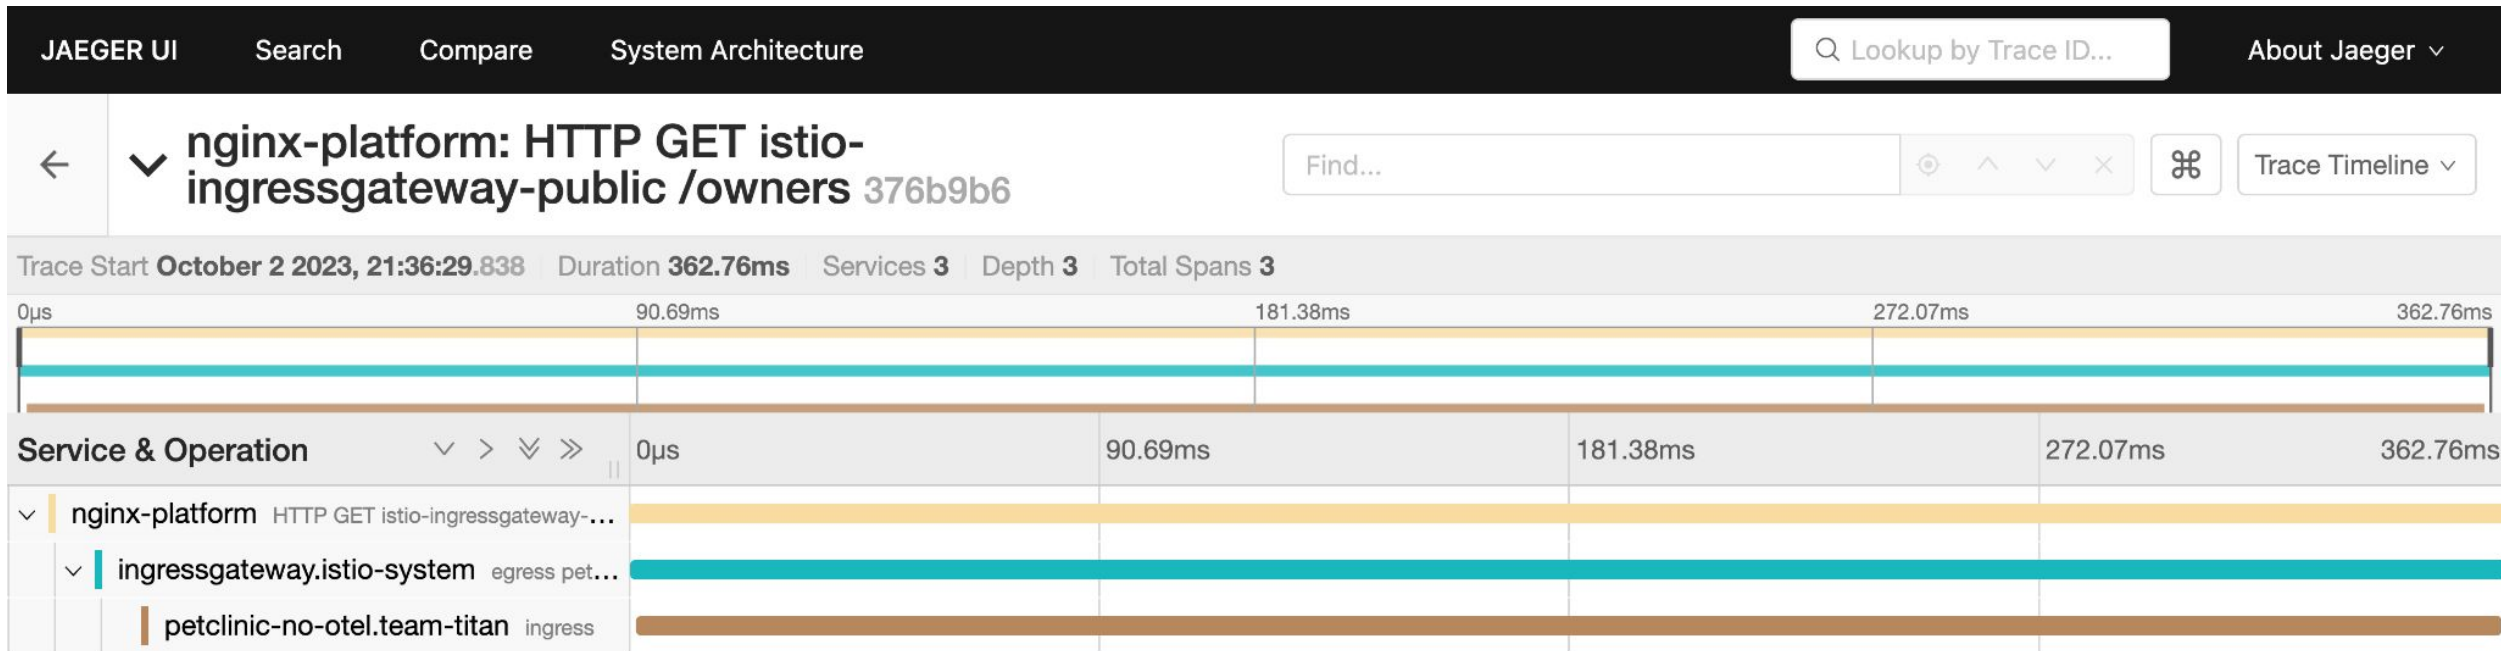 JAEGER UI Search Compare System Architecture Lookup by Trace ID... About Jaeger
nginx-platform: HTTP GET istio-
ingressgateway-public /owners 376b9b6
Find... ⌘ Trace Timeline
Trace Start October 2 2023, 21:36:29.838 Duration 362.76ms Services 3 Depth 3 Total Spans 3
0μs 90.69ms 181.38ms 272.07ms 362.76ms
Service & Operation 0μs 90.69ms 181.38ms 272.07ms 362.76ms
nginx-platform HTTP GET istio-ingressgateway-...
ingressgateway.istio-system egress pet...
petclinic-no-otel.team-titan ingress